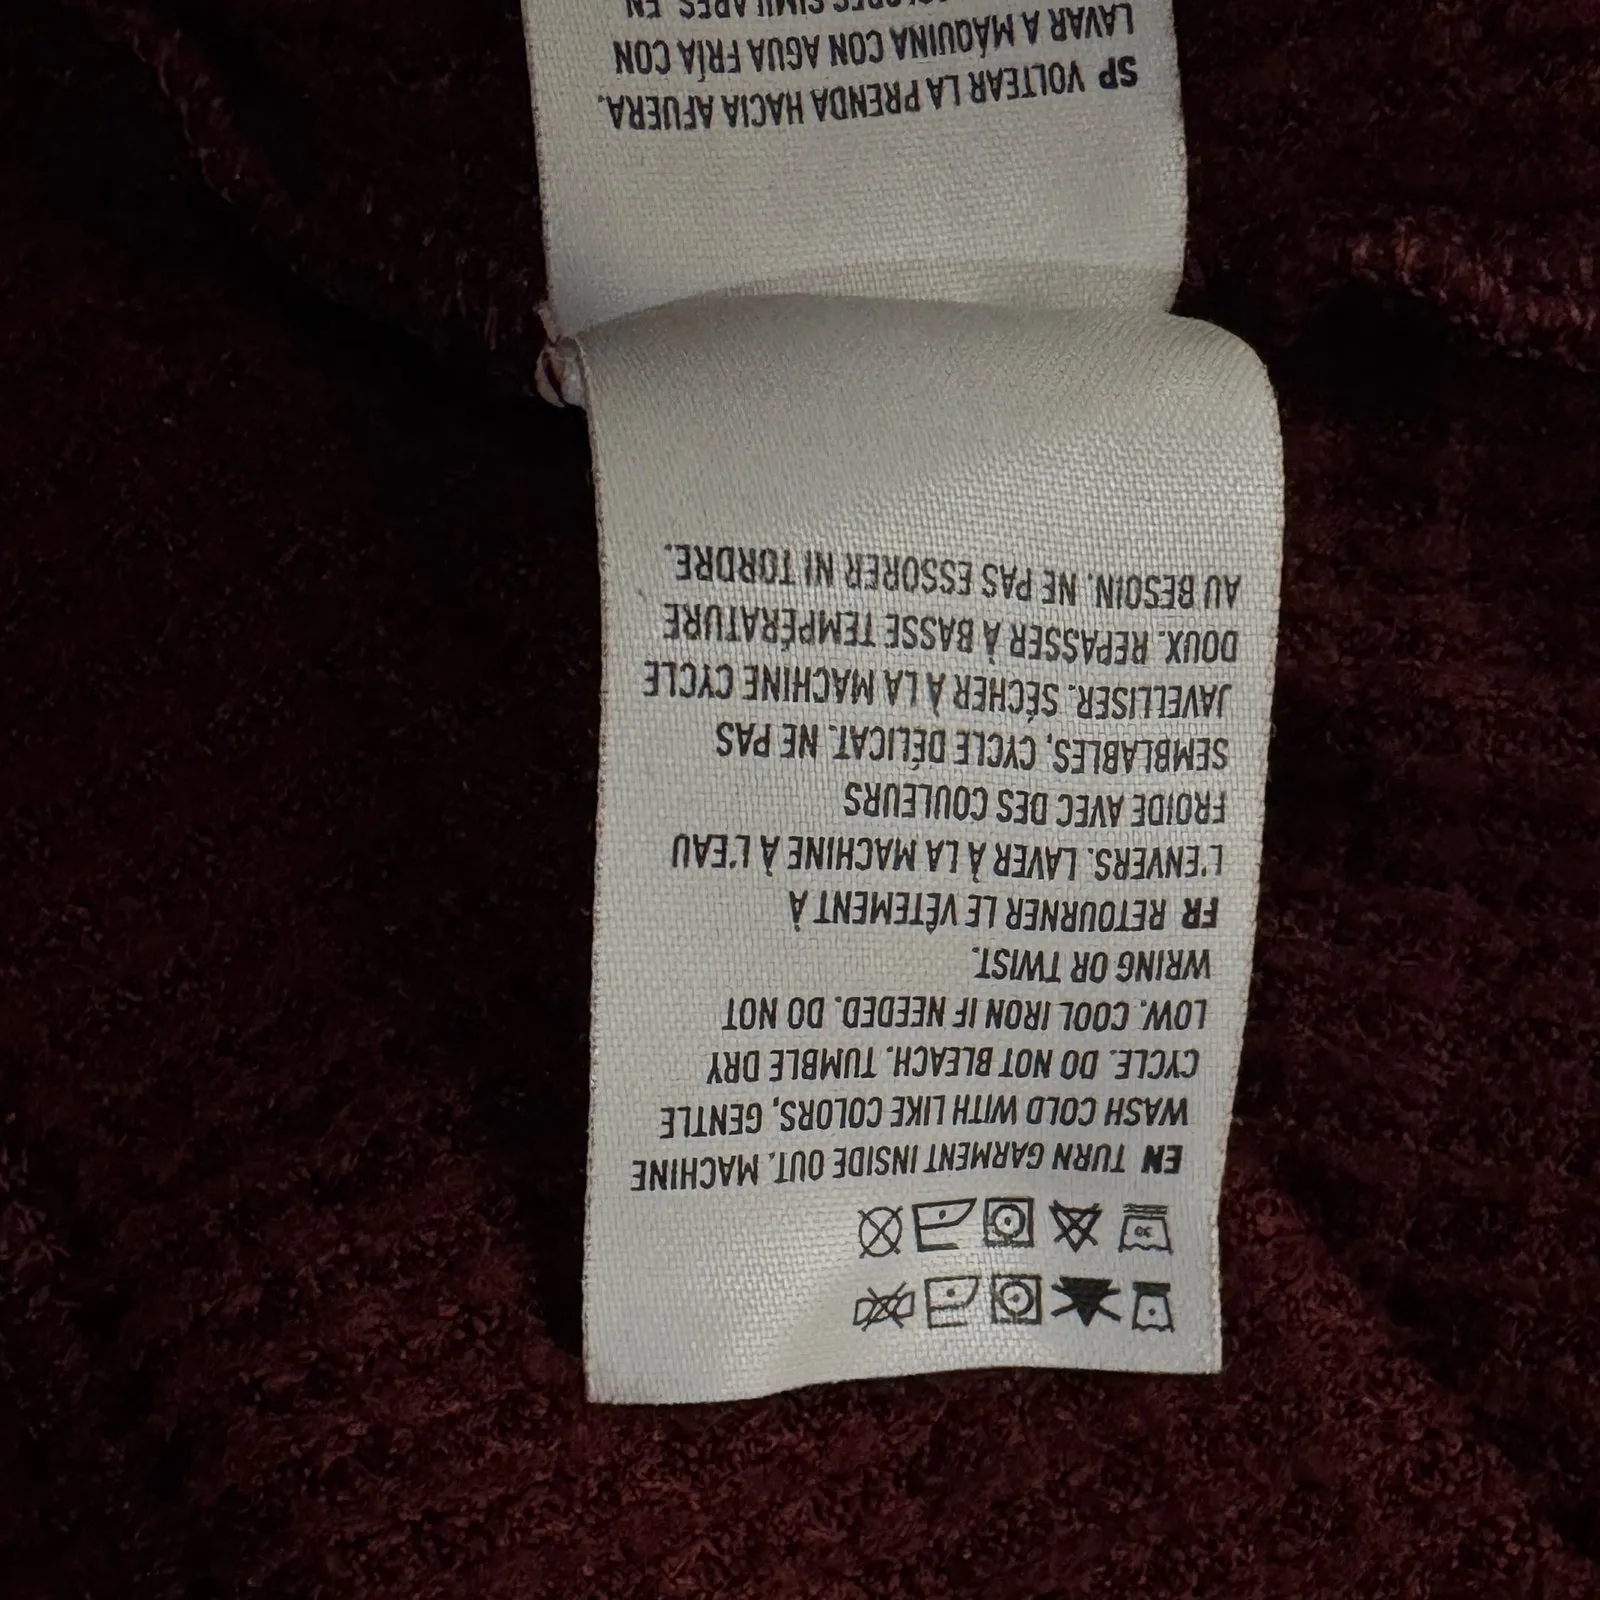 EN TURN GARMENT INSIDE OUT. MACHINE
WASH COLD WITH LIKE COLORS, GENTLE
CYCLE. DO NOT BLEACH. TUMBLE DRY
LOW. COOL IRON IF NEEDED. DO NOT
WRING OR TWIST.
FR RETOURNER LE VÊTEMENT À
L'ENVERS. LAVER À LA MACHINE À L'EAU
FROIDE AVEC DES COULEURS
SEMBLABLES, CYCLE DÉLICAT. NE PAS
JAVELLISER. SÉCHER À LA MACHINE CYCLE
DOUX. REPASSER À BASSE TEMPÉRATURE
AU BESOIN. NE PAS ESSORER NI TORDRE.
SP VOLTEAR LA PRENDA HACIA AFUERA.
LAVAR A MÁQUINA CON AGUA FRÍA CON
SIMILARES, EN